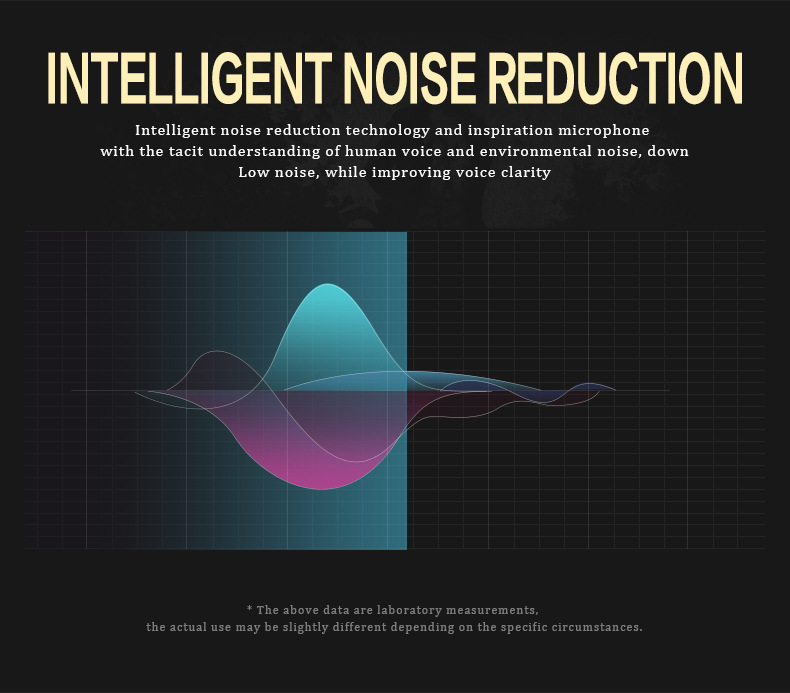 INTELLIGENT NOISE REDUCTION
Intelligent noise reduction technology and inspiration microphone
with the tacit understanding of human voice and environmental noise, down
Low noise, while improving voice clarity
* The above data are laboratory measurements,
the actual use may be slightly different depending on the specific circumstances.